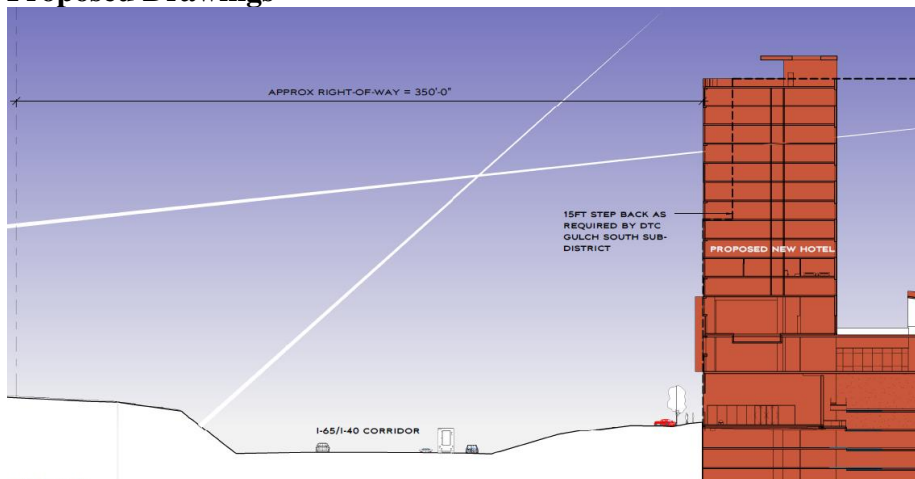 Proposed Drawings
APPROX RIGHT-OF-WAY = 350'-0"
15FT STEP BACK AS
REQUIRED BY DTC
GULCH SOUTH SUB-
DISTRICT
PROPOSED NEW HOTEL
I-65/I-40 CORRIDOR